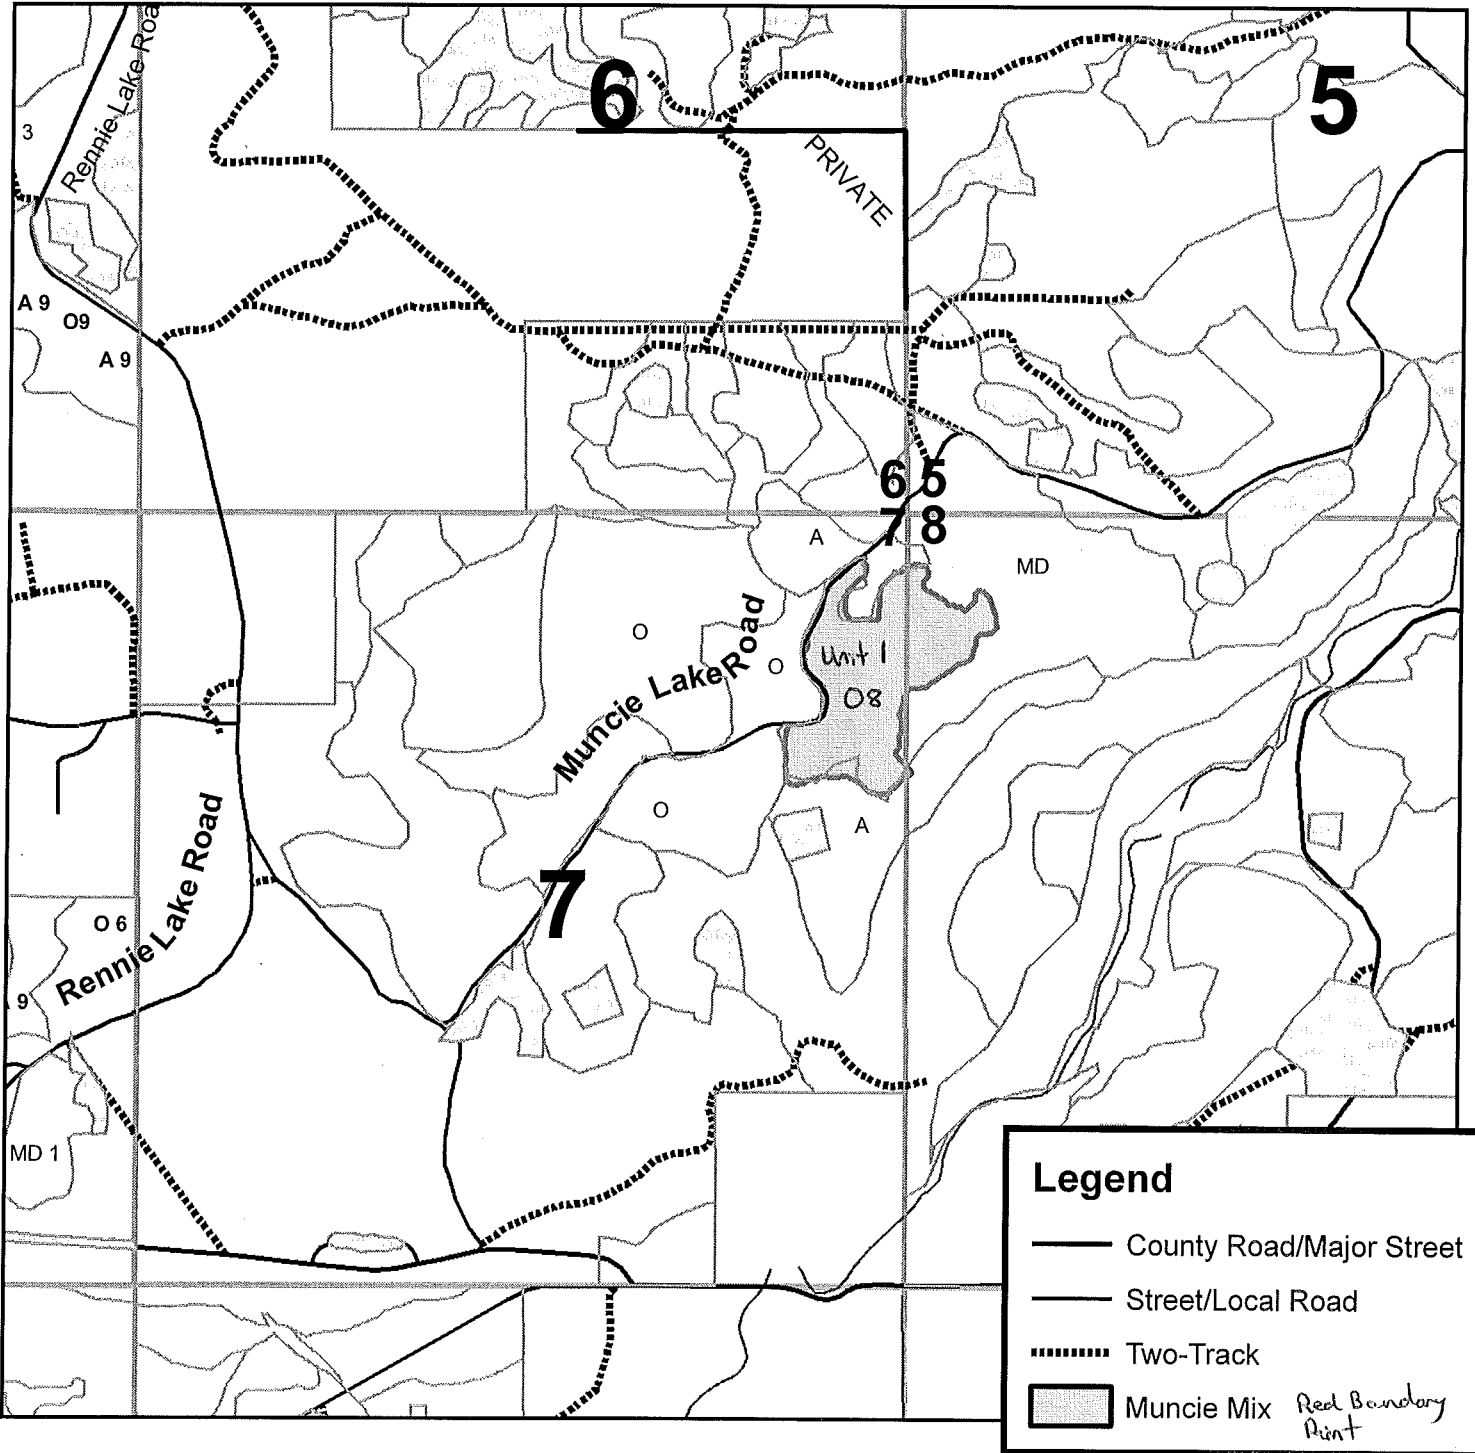 Rennie Lake Roa
6
5
3
PRIVATE
A 9
O9
A 9
6 5
7 8
A
MD
O
O
Unit 1
O8
Muncie Lake Road
O
A
Rennie Lake Road
7
O 6
9
MD 1
Legend
County Road/Major Street
Street/Local Road
Two-Track
Muncie Mix Red Boundary
Paint